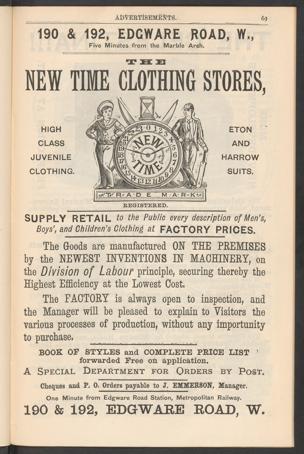 ADVERTISEMENTS. 69
190 & 192, EDGWARE ROAD, W.,
Five Minutes from the Marble Arch.
THE
NEW TIME CLOTHING STORES,
HIGH
CLASS
JUVENILE
CLOTHING.
NEW
TIME
TRADE MARK
ETON
AND
HARROW
SUITS.
REGISTERED.
SUPPLY RETAIL to the Public every description of Men's,
Boys', and Children's Clothing at FACTORY PRICES.
The Goods are manufactured ON THE PREMISES
by the NEWEST INVENTIONS IN MACHINERY, on
the Division of Labour principle, securing thereby the
Highest Efficiency at the Lowest Cost.
The FACTORY is always open to inspection, and
the Manager will be pleased to explain to Visitors the
various processes of production, without any importunity
to purchase.
BOOK OF STYLES and COMPLETE PRICE LIST
forwarded Free on application.
A Special Department for Orders by Post.
Cheques and P. O. Orders payable to J. EMMERSON, Manager.
One Minute from Edgware Road Station, Metropolitan Railway.
190 & 192, EDGWARE ROAD, W.